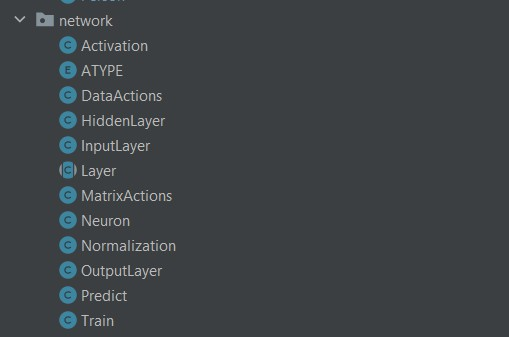 network
C Activation
E ATYPE
C DataActions
C HiddenLayer
C InputLayer
C Layer
C MatrixActions
C Neuron
C Normalization
C OutputLayer
C Predict
C Train